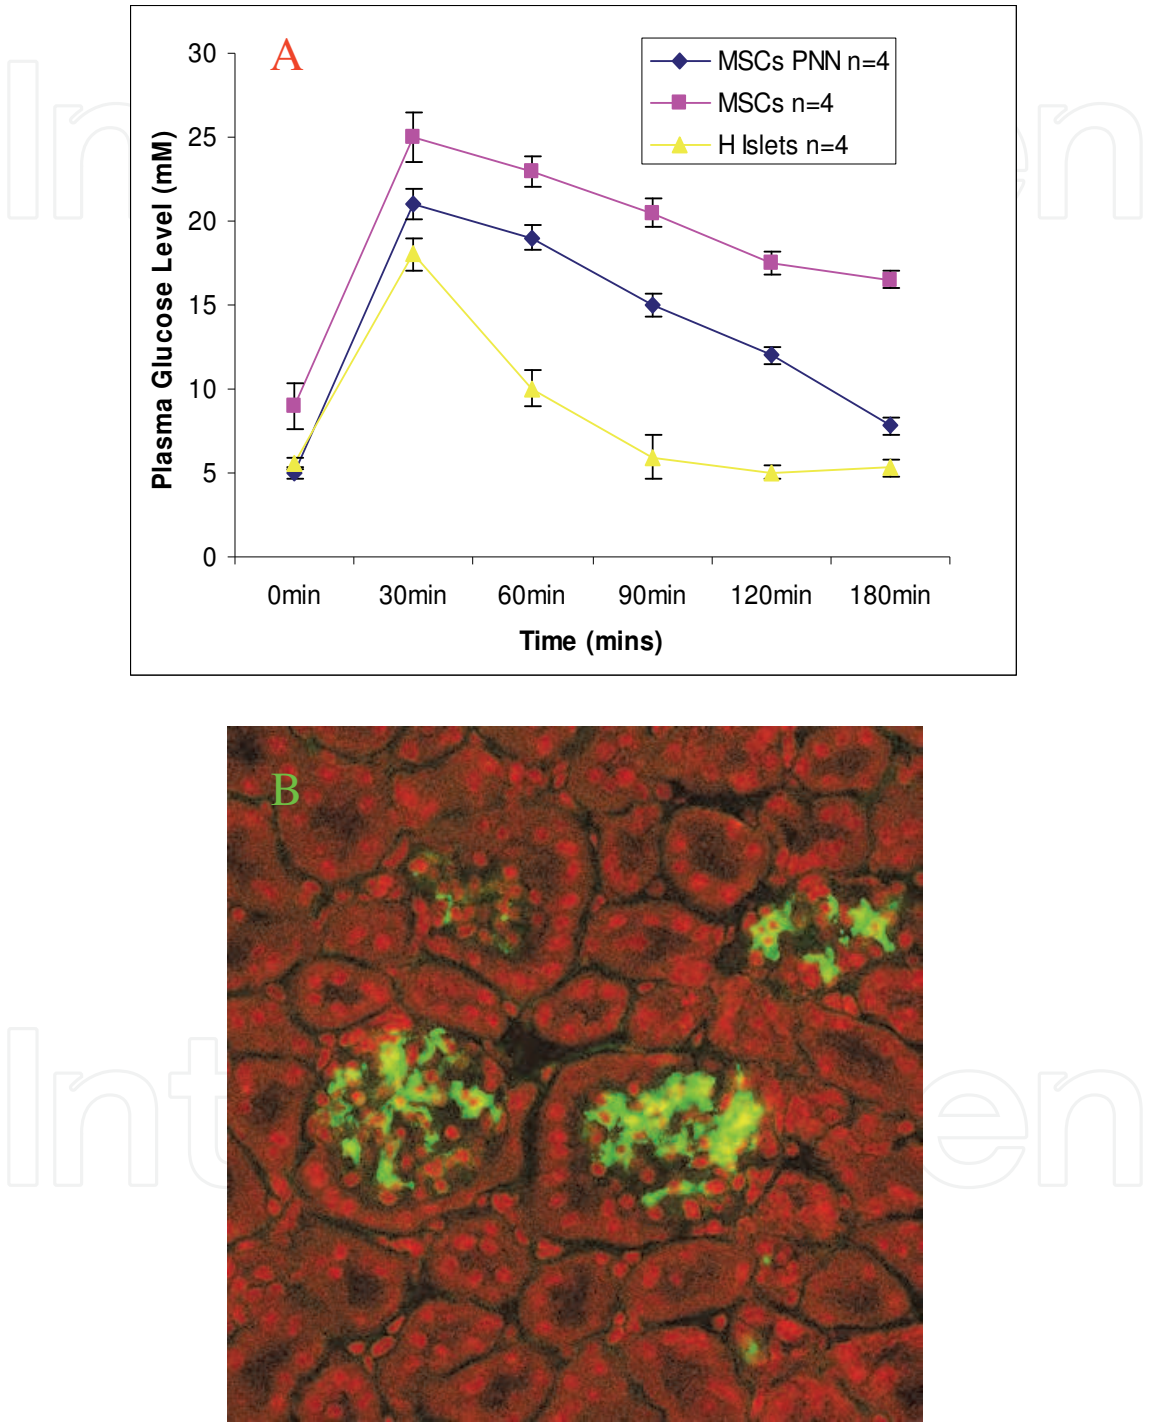 A
MSCs PNN n=4
MSCs n=4
H Islets n=4
Plasma Glucose Level (mM)
30
25
20
15
10
5
0
0min 30min 60min 90min 120min 180min
Time (mins)
B